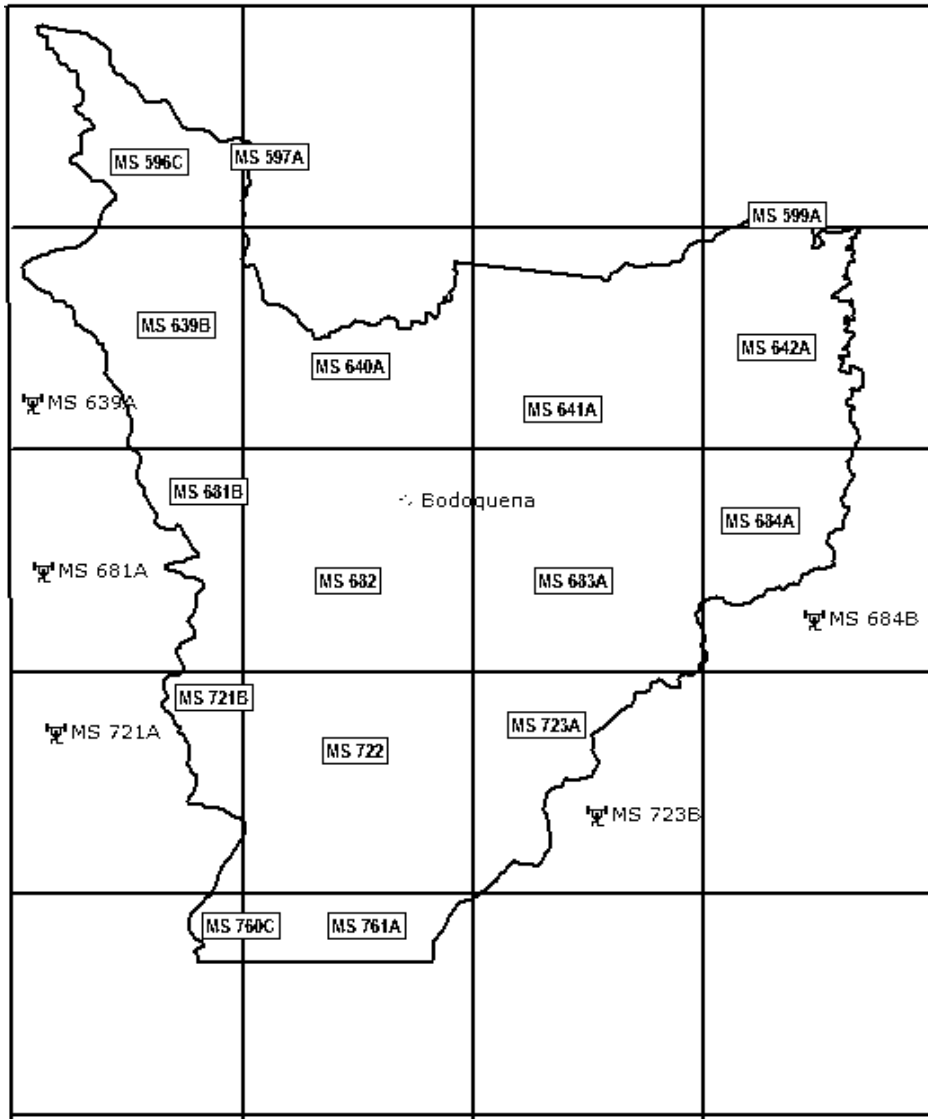 MS 596C
MS 597A
MS 599A
MS 639B
MS 640A
MS 642A
MS 639A
MS 641A
MS 681B
Bodoquena
MS 684A
MS 681A
MS 682
MS 683A
MS 684B
MS 721B
MS 721A
MS 722
MS 723A
MS 723B
MS 760C
MS 761A